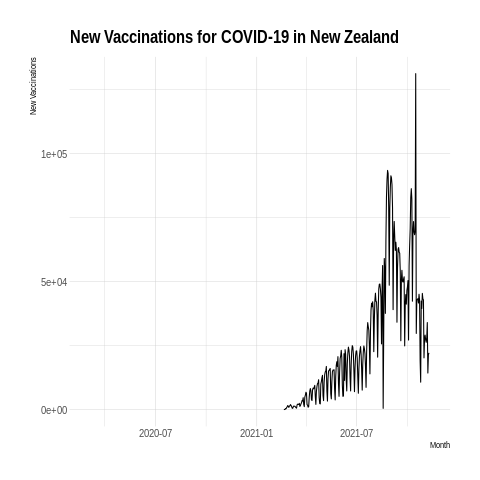 New Vaccinations for COVID-19 in New Zealand
New Vaccinations
1e+05
5e+04
0e+00
2020-07
2021-01
2021-07
Month